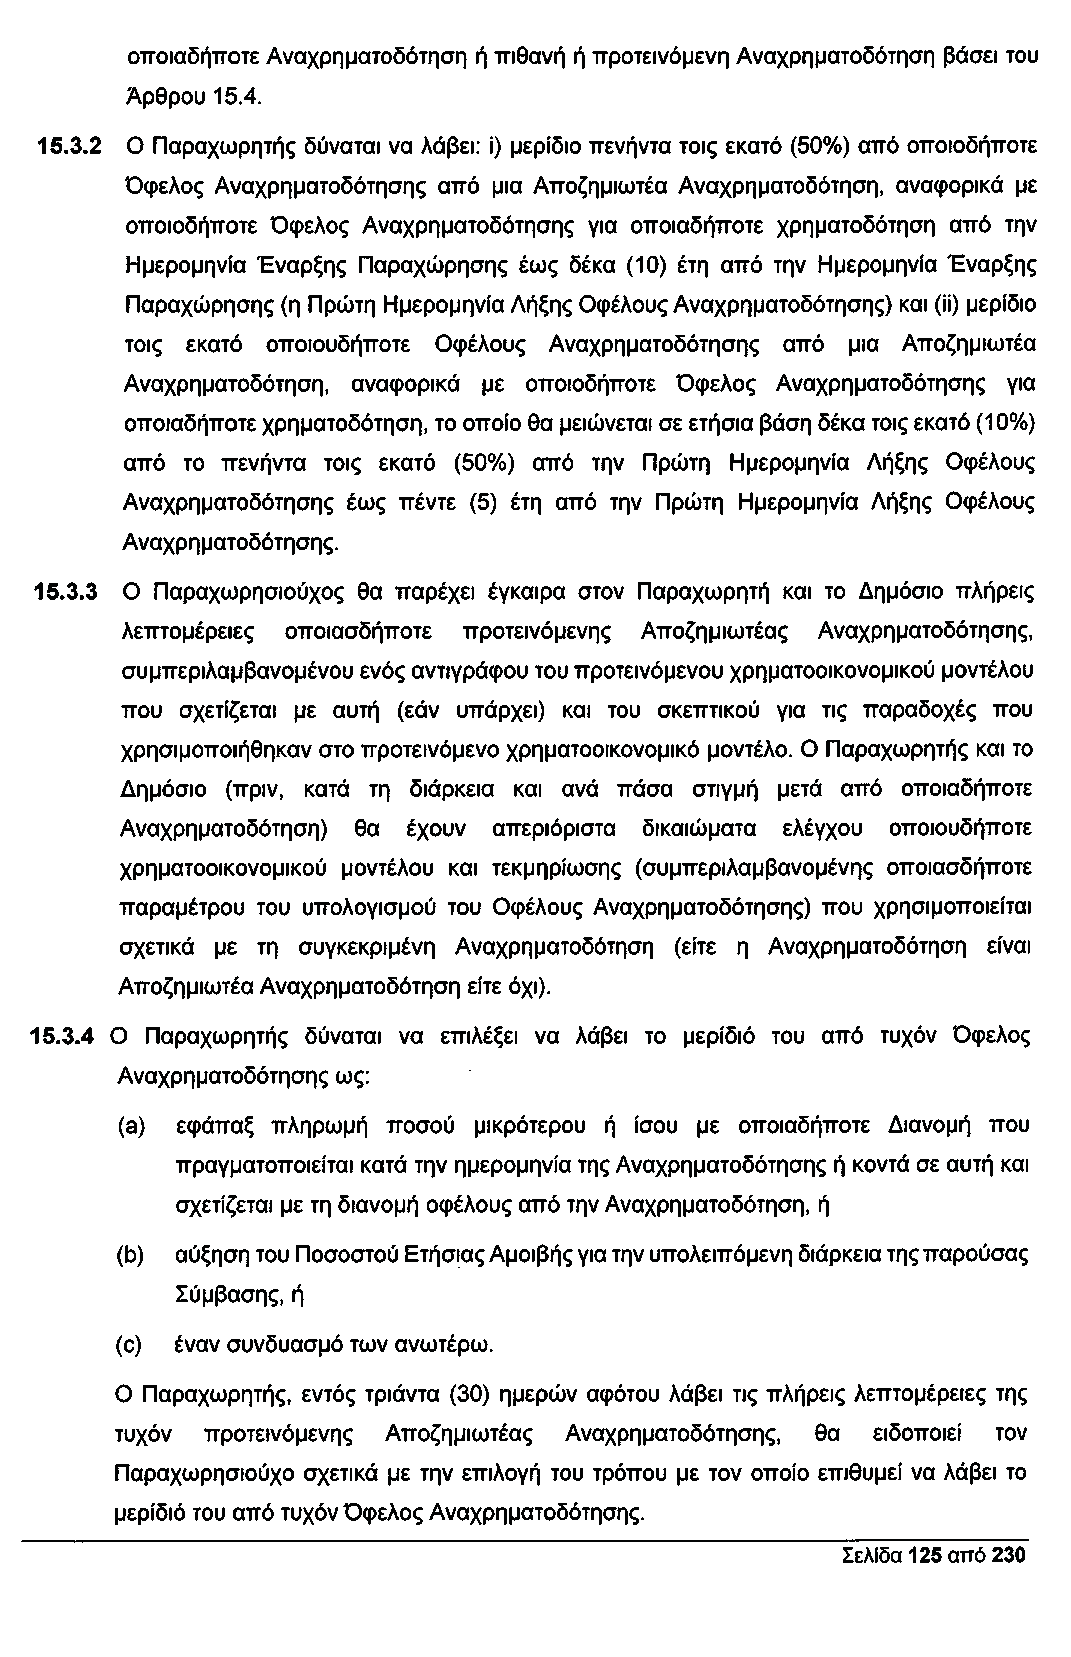 οποιαδήποτε Αναχρηματοδότηση ή πιθανή ή προτεινόμενη Αναχρηματοδότηση βάσει του
Άρθρου 15.4.
15.3.2 Ο Παραχωρητής δύναται να λάβει: i) μερίδιο πενήντα τοις εκατό (50%) από οποιοδήποτε
Όφελος Αναχρηματοδότησης από μια Αποζημιωτέα Αναχρηματοδότηση, αναφορικά με
οποιοδήποτε Όφελος Αναχρηματοδότησης για οποιαδήποτε χρηματοδότηση από την
Ημερομηνία Έναρξης Παραχώρησης έως δέκα (10) έτη από την Ημερομηνία Έναρξης
Παραχώρησης (η Πρώτη Ημερομηνία Λήξης Οφέλους Αναχρηματοδότησης) και (ii) μερίδιο
τοις εκατό οποιουδήποτε Οφέλους Αναχρηματοδότησης από μια Αποζημιωτέα
Αναχρηματοδότηση, αναφορικά με οποιοδήποτε Όφελος Αναχρηματοδότησης για
οποιαδήποτε χρηματοδότηση, το οποίο θα μειώνεται σε ετήσια βάση δέκα τοις εκατό (10%)
από το πενήντα τοις εκατό (50%) από την Πρώτη Ημερομηνία Λήξης Οφέλους
Αναχρηματοδότησης έως πέντε (5) έτη από την Πρώτη Ημερομηνία Λήξης Οφέλους
Αναχρηματοδότησης.
15.3.3 Ο Παραχωρησιούχος θα παρέχει έγκαιρα στον Παραχωρητή και το Δημόσιο πλήρεις
λεπτομέρειες οποιασδήποτε προτεινόμενης Αποζημιωτέας Αναχρηματοδότησης,
συμπεριλαμβανομένου ενός αντιγράφου του προτεινόμενου χρηματοοικονομικού μοντέλου
που σχετίζεται με αυτή (εάν υπάρχει) και του σκεπτικού για τις παραδοχές που
χρησιμοποιήθηκαν στο προτεινόμενο χρηματοοικονομικό μοντέλο. Ο Παραχωρητής και το
Δημόσιο (πριν, κατά τη διάρκεια και ανά πάσα στιγμή μετά από οποιαδήποτε
Αναχρηματοδότηση) θα έχουν απεριόριστα δικαιώματα ελέγχου οποιουδήποτε
χρηματοοικονομικού μοντέλου και τεκμηρίωσης (συμπεριλαμβανομένης οποιασδήποτε
παραμέτρου του υπολογισμού του Οφέλους Αναχρηματοδότησης) που χρησιμοποιείται
σχετικά με τη συγκεκριμένη Αναχρηματοδότηση (είτε η Αναχρηματοδότηση είναι
Αποζημιωτέα Αναχρηματοδότηση είτε όχι).
15.3.4 Ο Παραχωρητής δύναται να επιλέξει να λάβει το μερίδιό του από τυχόν Όφελος
Αναχρηματοδότησης ως:
(a) εφάπαξ πληρωμή ποσού μικρότερου ή ίσου με οποιαδήποτε Διανομή που
πραγματοποιείται κατά την ημερομηνία της Αναχρηματοδότησης ή κοντά σε αυτή και
σχετίζεται με τη διανομή οφέλους από την Αναχρηματοδότηση, ή
(b) αύξηση του Ποσοστού Ετήσιας Αμοιβής για την υπολειπόμενη διάρκεια της παρούσας
Σύμβασης, ή
(c) έναν συνδυασμό των ανωτέρω.
Ο Παραχωρητής, εντός τριάντα (30) ημερών αφότου λάβει τις πλήρεις λεπτομέρειες της
τυχόν προτεινόμενης Αποζημιωτέας Αναχρηματοδότησης, θα ειδοποιεί τον
Παραχωρησιούχο σχετικά με την επιλογή του τρόπου με τον οποίο επιθυμεί να λάβει το
μερίδιό του από τυχόν Όφελος Αναχρηματοδότησης.
Σελίδα 125 από 230